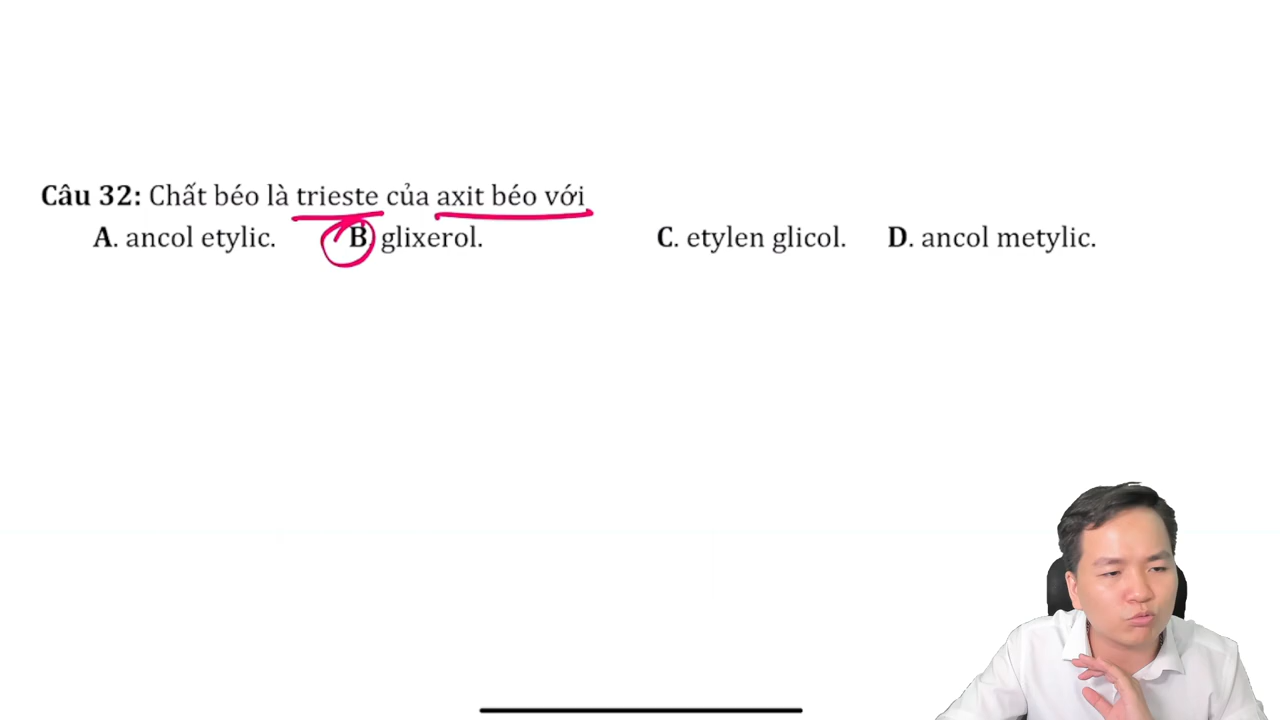 Câu 32: Chất béo là trieste của axit béo với
A. ancol etylic. B. glixerol. C. etylen glicol. D. ancol metylic.